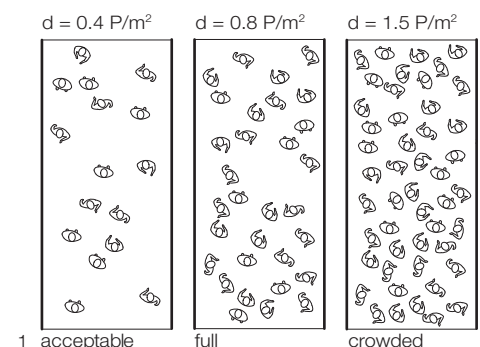 d = 0.4 P/m² d = 0.8 P/m² d = 1.5 P/m²
1 acceptable full crowded